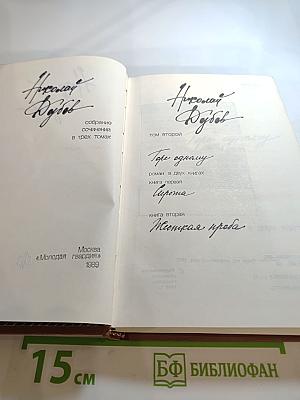 Николай
Дубов
собрание
сочинений
в трех томах
Москва
«Молодая гвардия»
1989
Николай
Дубов
том второй
Горе одному
роман в двух книгах
книга первая
Сирота
книга вторая
Жесткая проба
15 см
БФ БИБЛИОФАН